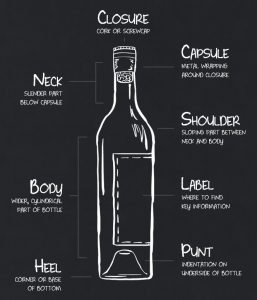 CLOSURE
CORK OR SCREWCAP
CAPSULE
METAL WRAPPING
AROUND CLOSURE
NECK
SLENDER PART
BELOW CAPSULE
SHOULDER
SLOPING PART BETWEEN
NECK AND BODY
BODY
WIDER, CYLINDRICAL
PART OF BOTTLE
LABEL
WHERE TO FIND
KEY INFORMATION
HEEL
CORNER OR BASE
OF BOTTOM
PUNT
INDENTATION ON
UNDERSIDE OF BOTTLE